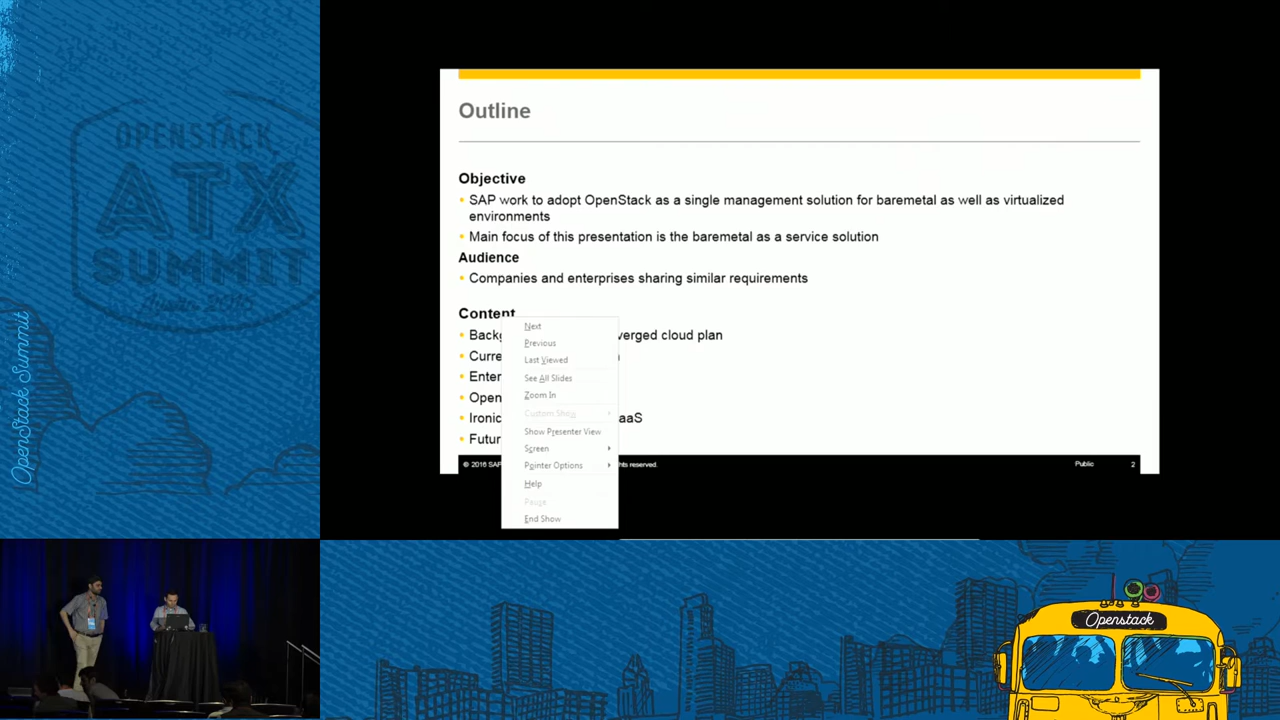 OPENSTACK
ATX
SUMMIT
OpenStack Summit
Outline
Objective
SAP work to adopt OpenStack as a single management solution for baremetal as well as virtualized
environments
Main focus of this presentation is the baremetal as a service solution
Audience
Companies and enterprises sharing similar requirements
Content
Backg verged cloud plan
Curre
Enter
Open
Ironic aaS
Futur
Next
Previous
Last Viewed
See All Slides
Zoom In
Custom Show
Show Presenter View
Screen
Pointer Options
Help
Pause
End Show
© 2016 SAP hts reserved.
Public
2
Openstack